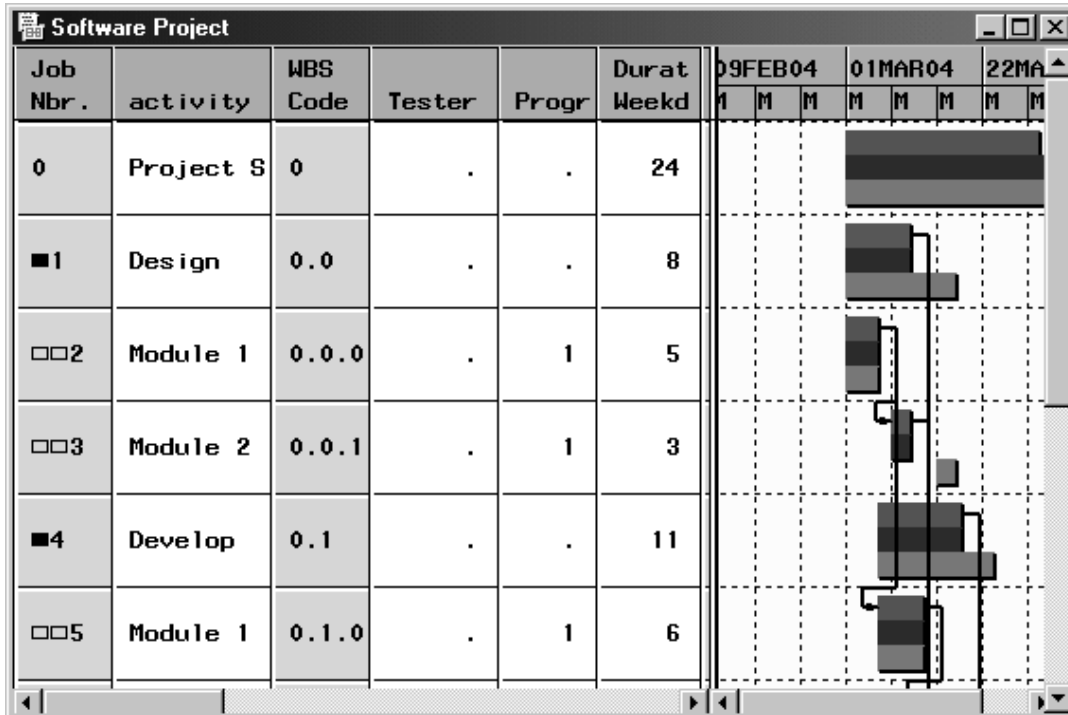 Software Project
Job Nbr. activity WBS Code Tester Progr Durat Weekd 09FEB04 01MAR04 22MA
M M M M M M M M
0 Project S 0 . . 24
1 Design 0.0 . . 8
2 Module 1 0.0.0 . 1 5
3 Module 2 0.0.1 . 1 3
4 Develop 0.1 . . 11
5 Module 1 0.1.0 . 1 6